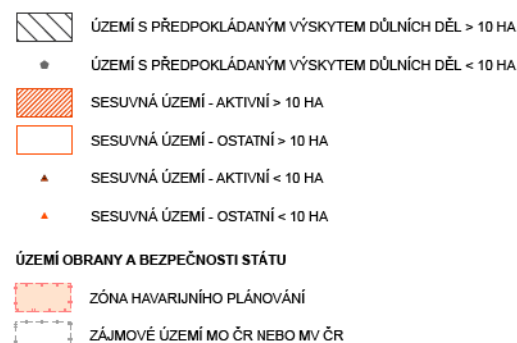 ÚZEMÍ S PŘEDPOKLÁDANÝM VÝSKYTEM DŮLNÍCH DĚL > 10 HA
ÚZEMÍ S PŘEDPOKLÁDANÝM VÝSKYTEM DŮLNÍCH DĚL < 10 HA
SESUVNÁ ÚZEMÍ - AKTIVNÍ > 10 HA
SESUVNÁ ÚZEMÍ - OSTATNÍ > 10 HA
SESUVNÁ ÚZEMÍ - AKTIVNÍ < 10 HA
SESUVNÁ ÚZEMÍ - OSTATNÍ < 10 HA
ÚZEMÍ OBRANY A BEZPEČNOSTI STÁTU
ZÓNA HAVARIJNÍHO PLÁNOVÁNÍ
ZÁJMOVÉ ÚZEMÍ MO ČR NEBO MV ČR